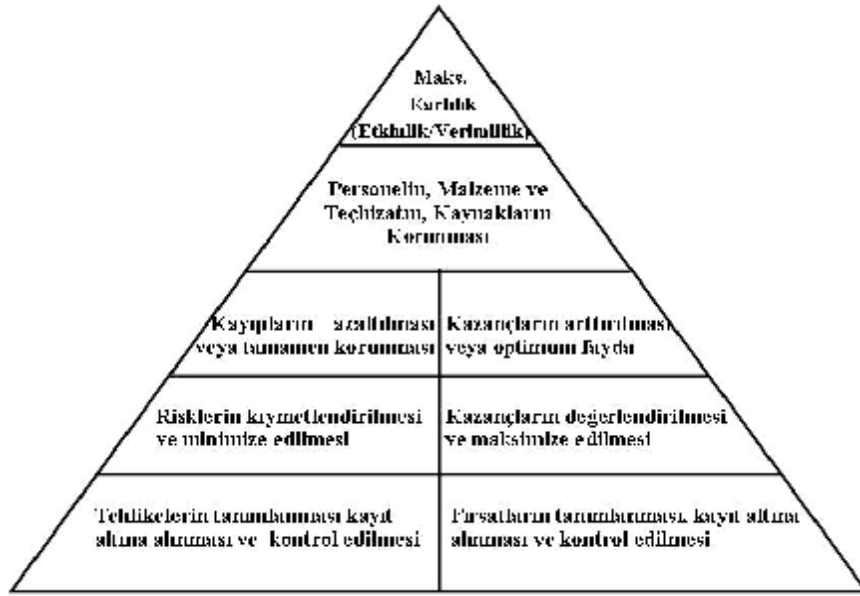 Maks.
Karlılık
(Etkinlik/Verimlilik)
Personelin, Malzeme ve
Teçhizatın, Kaynakların
Korunması
Kayıpların azaltılması
veya tamamen korunması
Kazançların arttırılması
veya optimum fayda
Risklerin kıymetlendirilmesi
ve minimize edilmesi
Kazançların değerlendirilmesi
ve maksimize edilmesi
Tehlikelerin tanımlanması kayıt
altına alınması ve kontrol edilmesi
Fırsatların tanımlanması, kayıt altına
alınması ve kontrol edilmesi